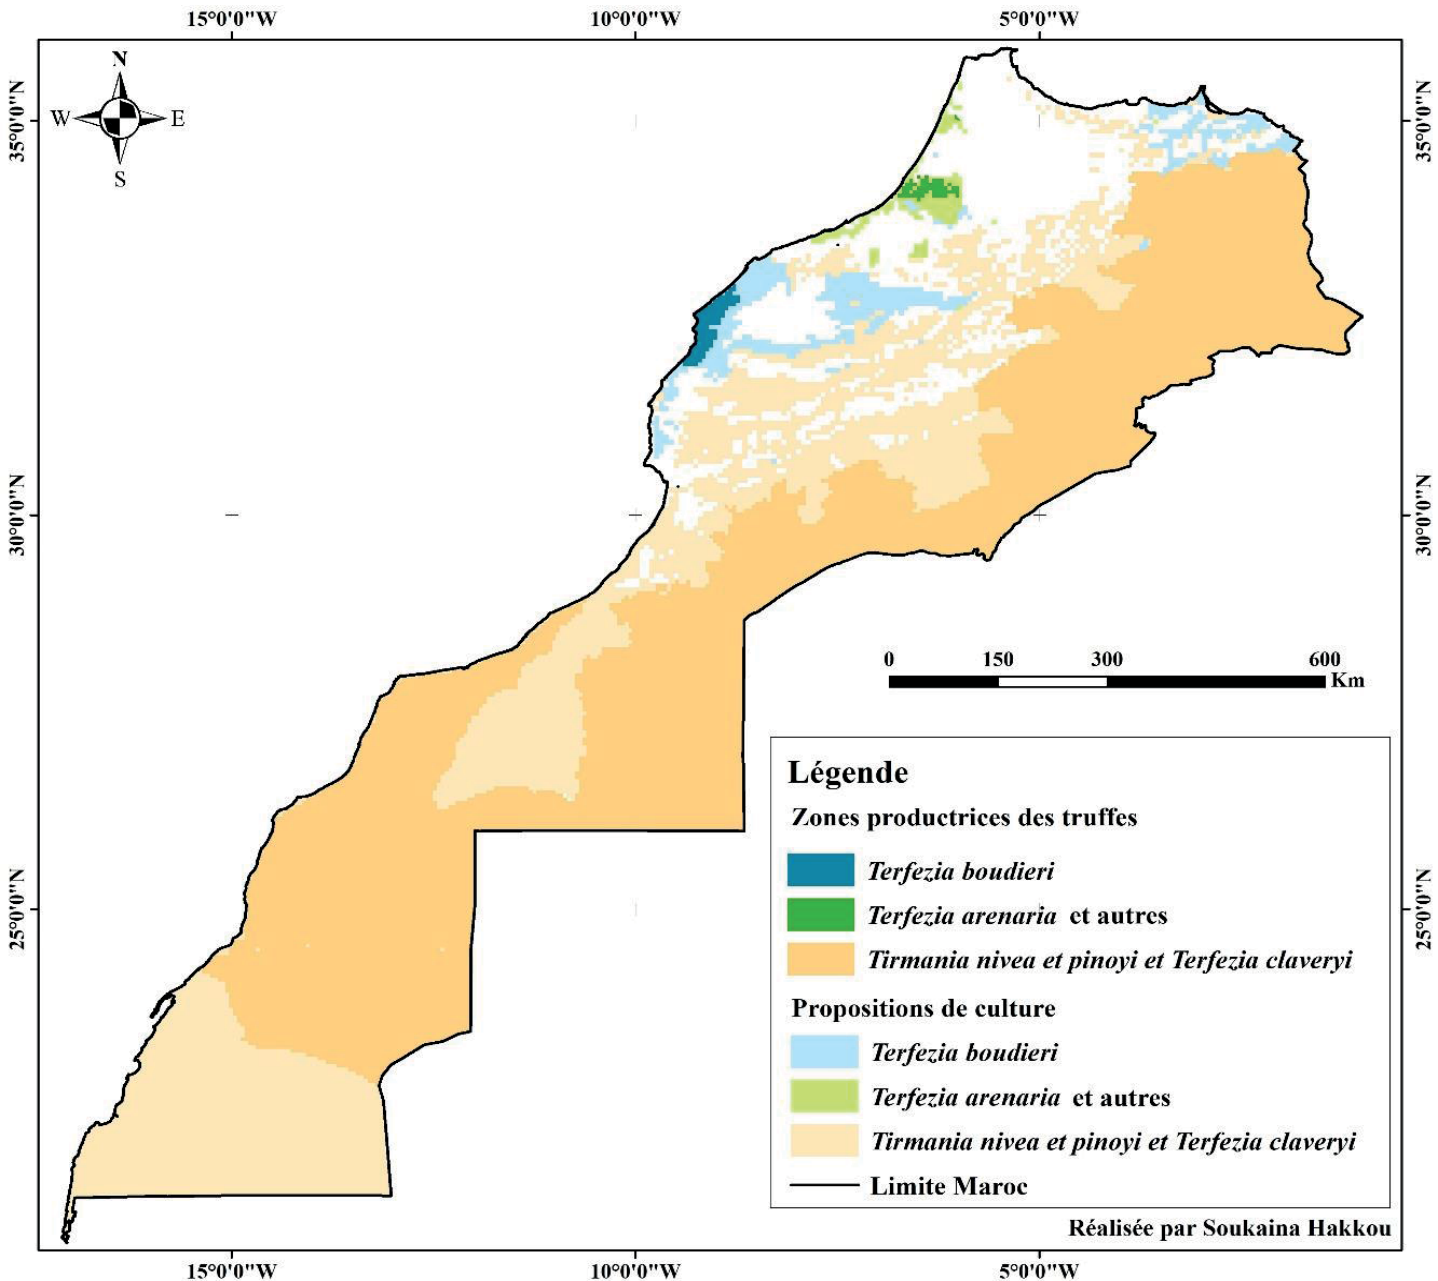 15°0'0"W 10°0'0"W 5°0'0"W
N
W E
S
35°0'0"N 35°0'0"N
30°0'0"N 30°0'0"N
0 150 300 600
Km
Légende
Zones productrices des truffes
Terfezia boudieri
Terfezia arenaria et autres
Tirmania nivea et pinoyi et Terfezia claveryi
25°0'0"N 25°0'0"N
Propositions de culture
Terfezia boudieri
Terfezia arenaria et autres
Tirmania nivea et pinoyi et Terfezia claveryi
Limite Maroc
Réalisée par Soukaina Hakkou
15°0'0"W 10°0'0"W 5°0'0"W